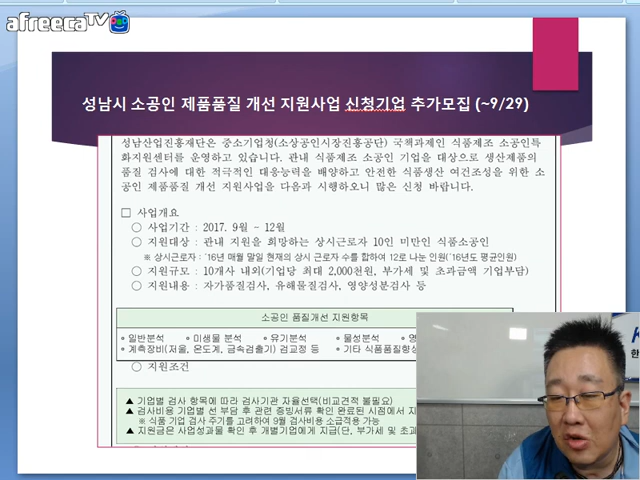 afreecaTV
성남시 소공인 제품품질 개선 지원사업 신청기업 추가모집 (~9/29)
성남산업진흥재단은 중소기업청(소상공인시장진흥공단) 국책과제인 식품제조 소공인특
화지원센터를 운영하고 있습니다. 관내 식품제조 소공인 기업을 대상으로 생산제품의
품질 검사에 대한 적극적인 대응능력을 배양하고 안전한 식품생산 여건조성을 위한 소
공인 제품품질 개선 지원사업을 다음과 시행하오니 많은 신청 바랍니다.
□ 사업개요
○ 사업기간 : 2017. 9월 - 12월
○ 지원대상 : 관내 지원을 희망하는 상시근로자 10인 미만인 식품소공인
※ 상시근로자 : '16년 매월 말일 현재의 상시 근로자 수를 합하여 12로 나눈 인원('16년도 평균인원)
○ 지원규모 : 10개사 내외(기업당 최대 2,000천원, 부가세 및 초과금액 기업부담)
○ 지원내용 : 자가품질검사, 유해물질검사, 영양성분검사 등
소공인 품질개선 지원항목
∘ 일반분석 ∘ 미생물 분석 ∘ 유기분석 ∘ 물성분석 ∘ 영
∘ 계측장비(저울, 온도계, 금속검출기) 검교정 등 ∘ 기타 식품품질향상
○ 지원조건
▲ 기업별 검사 항목에 따라 검사기관 자율선택(비교견적 불필요)
▲ 검사비용 기업별 선 부담 후 관련 증빙서류 확인 완료된 시점에서 지
※ 식품 기업 검사 주기를 고려하여 9월 검사비용 소급적용 가능
▲ 지원금은 사업성과물 확인 후 개별기업에게 지급(단, 부가세 및 초과
K
한